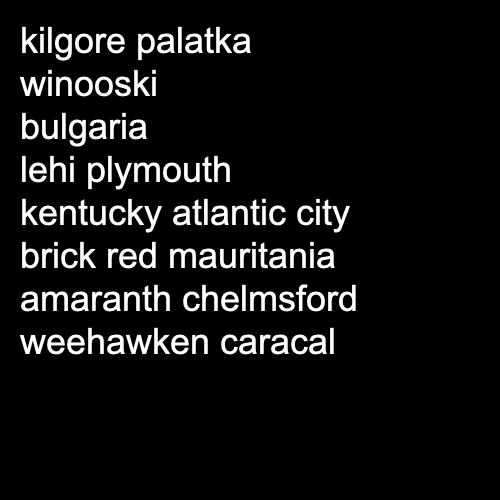 kilgore palatka
winooski
bulgaria
lehi plymouth
kentucky atlantic city
brick red mauritania
amaranth chelmsford
weehawken caracal